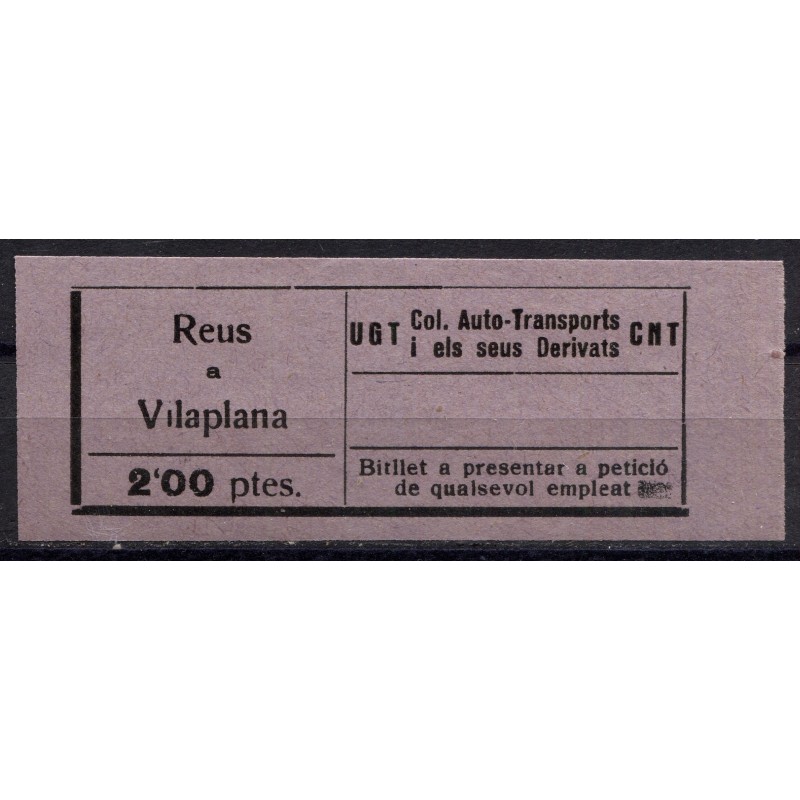 Reus
a
Vilaplana
2'00 ptes.
UGT Col. Auto-Transports CNT
i els seus Derivats
Bitllet a presentar a petició
de qualsevol empleat